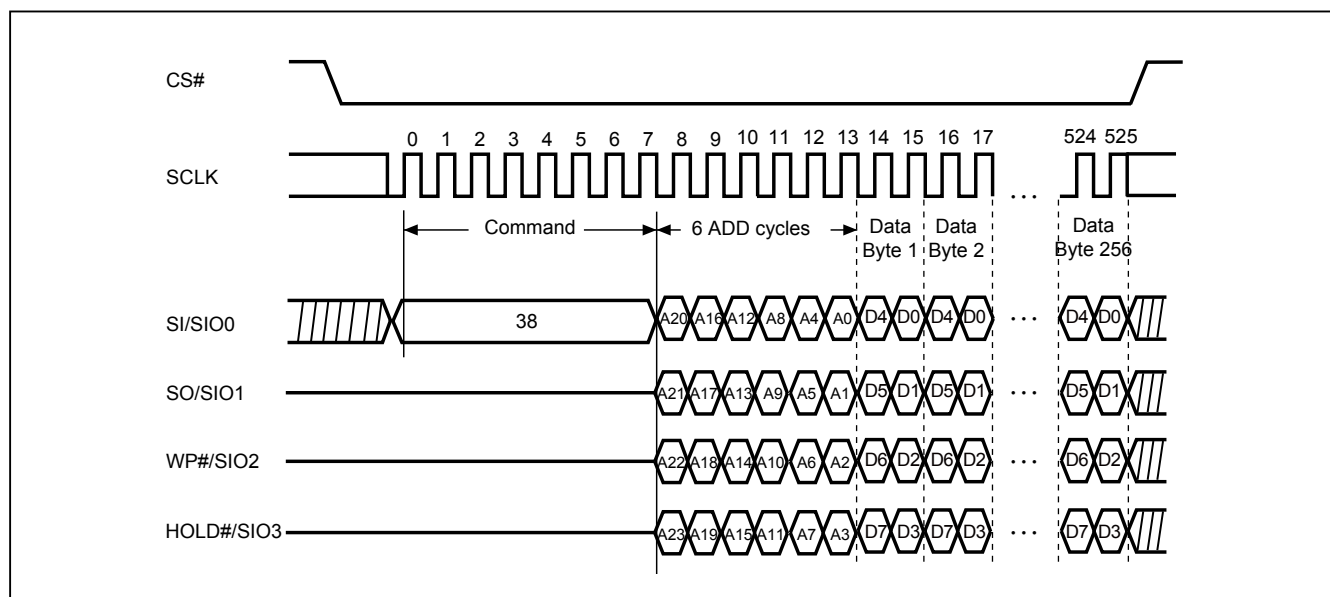 CS#
0 1 2 3 4 5 6 7 8 9 10 11 12 13 14 15 16 17 524 525
SCLK
...
Command 6 ADD cycles Data Data Data
Byte 1 Byte 2 Byte 256
SI/SIO0 38 A20 A16 A12 A8 A4 A0 D4 D0 D4 D0 ... D4 D0
SO/SIO1 A21 A17 A13 A9 A5 A1 D5 D1 D5 D1 ... D5 D1
WP#/SIO2 A22 A18 A14 A10 A6 A2 D6 D2 D6 D2 ... D6 D2
HOLD#/SIO3 A23 A19 A15 A11 A7 A3 D7 D3 D7 D3 ... D7 D3